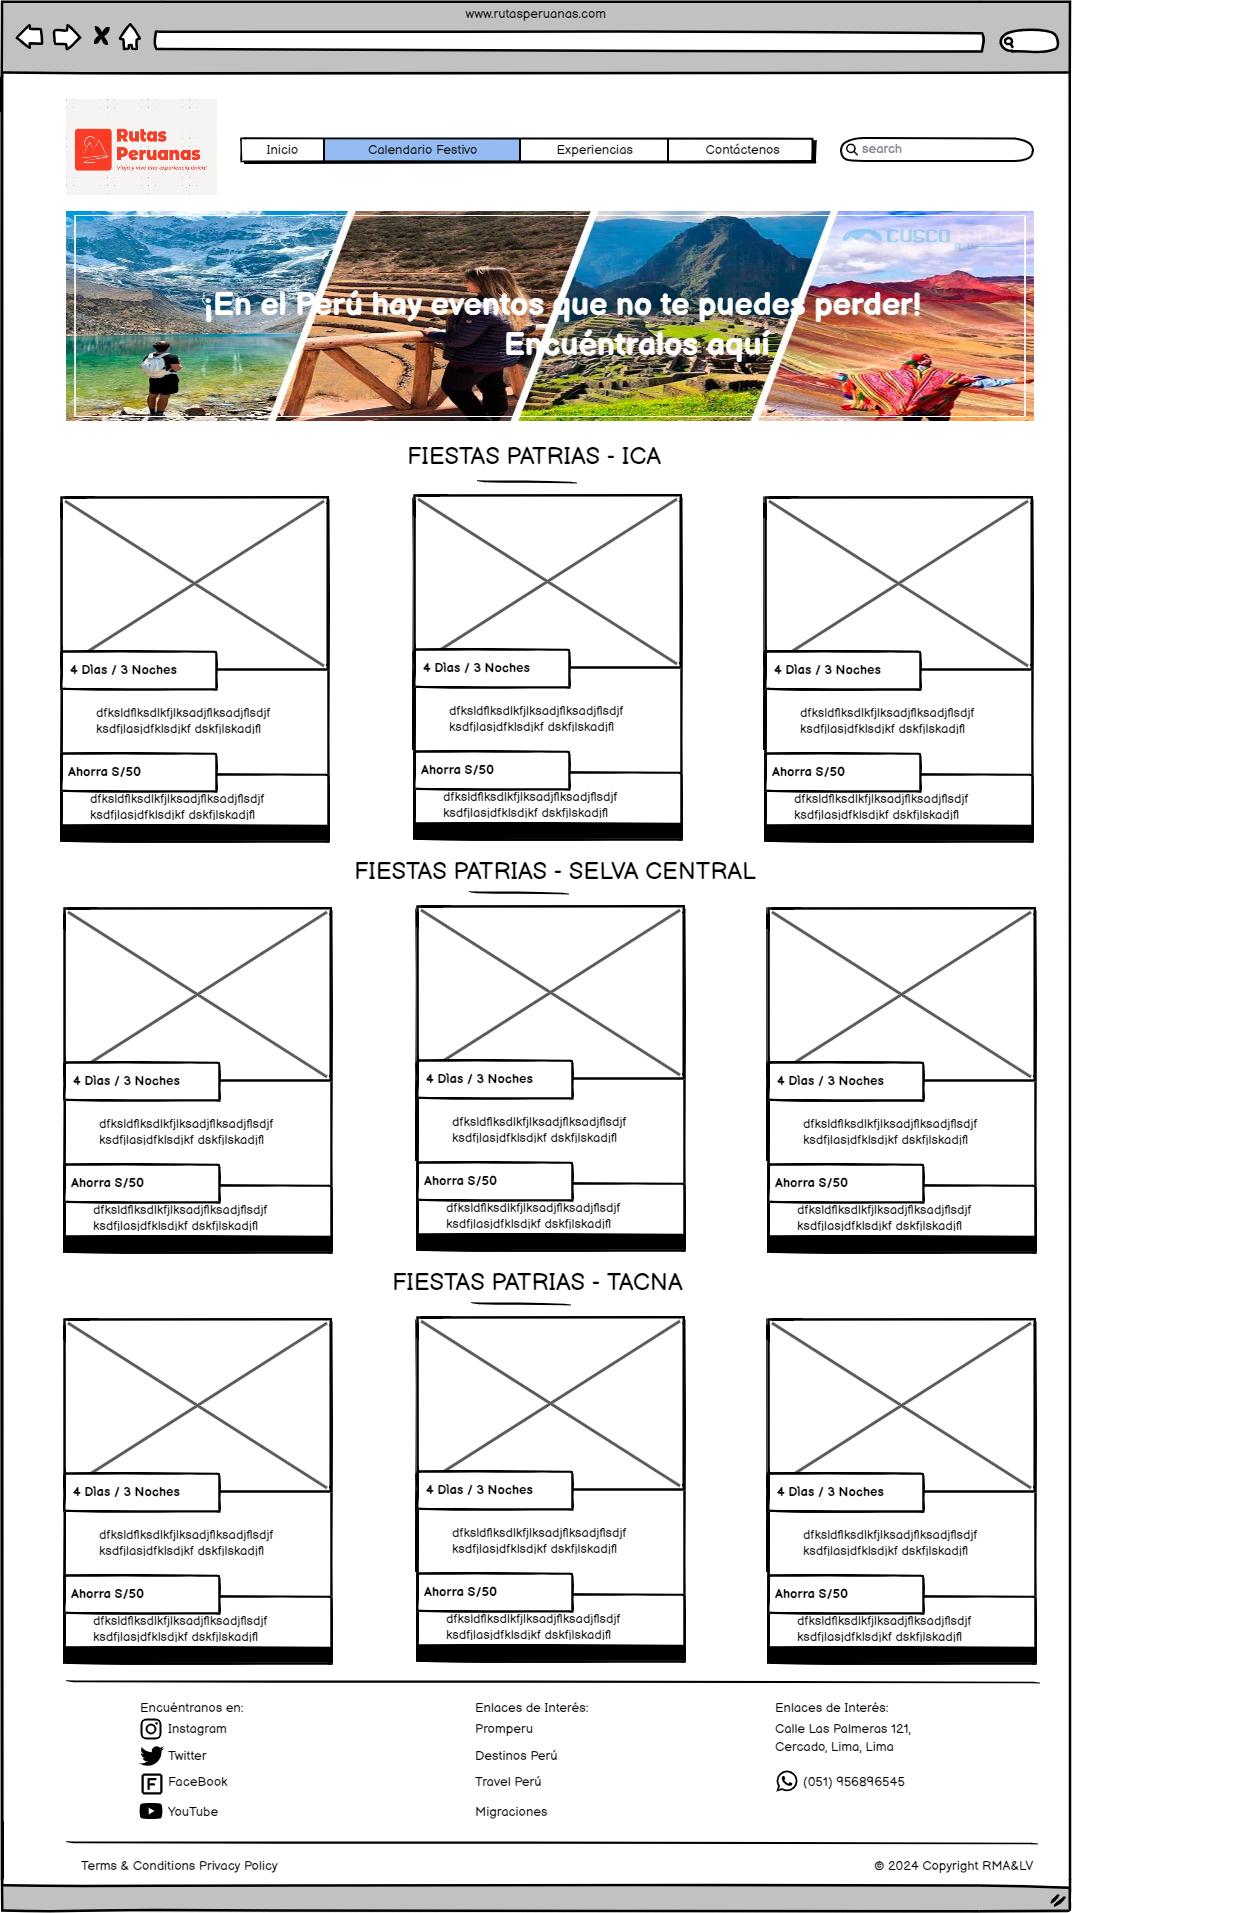 www.rutasperuanas.com
Rutas
Peruanas
Viaja y vive una experiencia única!
Inicio
Calendario Festivo
Experiencias
Contáctenos
search
CUSCO
¡En el Perú hay eventos que no te puedes perder!
Encuéntralos aquí
FIESTAS PATRIAS - ICA
4 Dìas / 3 Noches
4 Dìas / 3 Noches
4 Dìas / 3 Noches
dfksldflksdlkfjlksadjflksadjflsdjf
ksdfjlasjdfklsdjkf dskfjlskadjfl
dfksldflksdlkfjlksadjflksadjflsdjf
ksdfjlasjdfklsdjkf dskfjlskadjfl
dfksldflksdlkfjlksadjflksadjflsdjf
ksdfjlasjdfklsdjkf dskfjlskadjfl
Ahorra S/50
Ahorra S/50
Ahorra S/50
dfksldflksdlkfjlksadjflksadjflsdjf
ksdfjlasjdfklsdjkf dskfjlskadjfl
dfksldflksdlkfjlksadjflksadjflsdjf
ksdfjlasjdfklsdjkf dskfjlskadjfl
dfksldflksdlkfjlksadjflksadjflsdjf
ksdfjlasjdfklsdjkf dskfjlskadjfl
FIESTAS PATRIAS - SELVA CENTRAL
4 Dìas / 3 Noches
4 Dìas / 3 Noches
4 Dìas / 3 Noches
dfksldflksdlkfjlksadjflksadjflsdjf
ksdfjlasjdfklsdjkf dskfjlskadjfl
dfksldflksdlkfjlksadjflksadjflsdjf
ksdfjlasjdfklsdjkf dskfjlskadjfl
dfksldflksdlkfjlksadjflksadjflsdjf
ksdfjlasjdfklsdjkf dskfjlskadjfl
Ahorra S/50
Ahorra S/50
Ahorra S/50
dfksldflksdlkfjlksadjflksadjflsdjf
ksdfjlasjdfklsdjkf dskfjlskadjfl
dfksldflksdlkfjlksadjflksadjflsdjf
ksdfjlasjdfklsdjkf dskfjlskadjfl
dfksldflksdlkfjlksadjflksadjflsdjf
ksdfjlasjdfklsdjkf dskfjlskadjfl
FIESTAS PATRIAS - TACNA
4 Dìas / 3 Noches
4 Dìas / 3 Noches
4 Dìas / 3 Noches
dfksldflksdlkfjlksadjflksadjflsdjf
ksdfjlasjdfklsdjkf dskfjlskadjfl
dfksldflksdlkfjlksadjflksadjflsdjf
ksdfjlasjdfklsdjkf dskfjlskadjfl
dfksldflksdlkfjlksadjflksadjflsdjf
ksdfjlasjdfklsdjkf dskfjlskadjfl
Ahorra S/50
Ahorra S/50
Ahorra S/50
dfksldflksdlkfjlksadjflksadjflsdjf
ksdfjlasjdfklsdjkf dskfjlskadjfl
dfksldflksdlkfjlksadjflksadjflsdjf
ksdfjlasjdfklsdjkf dskfjlskadjfl
dfksldflksdlkfjlksadjflksadjflsdjf
ksdfjlasjdfklsdjkf dskfjlskadjfl
Encuéntranos en:
Instagram
Twitter
FaceBook
YouTube
Enlaces de Interés:
Promperu
Destinos Perú
Travel Perú
Migraciones
Enlaces de Interés:
Calle Las Palmeras 121,
Cercado, Lima, Lima
(051) 956896545
Terms & Conditions Privacy Policy
© 2024 Copyright RMA&LV